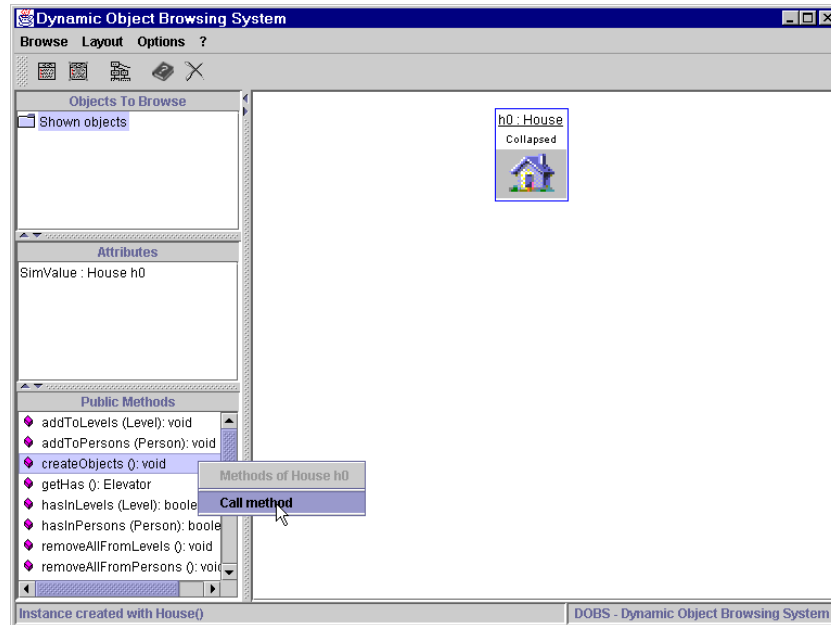 Dynamic Object Browsing System
Browse Layout Options ?
Objects To Browse
Shown objects
h0 : House
Collapsed
Attributes
SimValue : House h0
Public Methods
addToLevels (Level): void
addToPersons (Person): void
createObjects (): void
getHas (): Elevator
hasInLevels (Level): boole
hasInPersons (Person): boole
removeAllFromLevels (): void
removeAllFromPersons (): voi
Methods of House h0
Call method
Instance created with House()
DOBS - Dynamic Object Browsing System